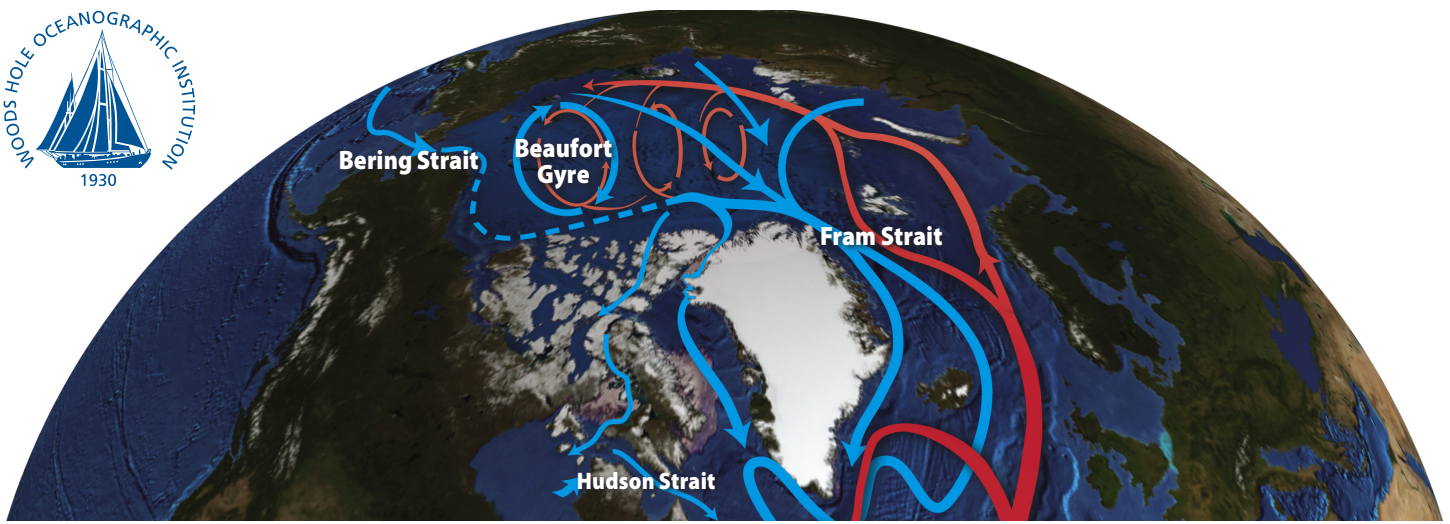 WOODS HOLE OCEANOGRAPHIC INSTITUTION
1930
Bering Strait
Beaufort
Gyre
Fram Strait
Hudson Strait